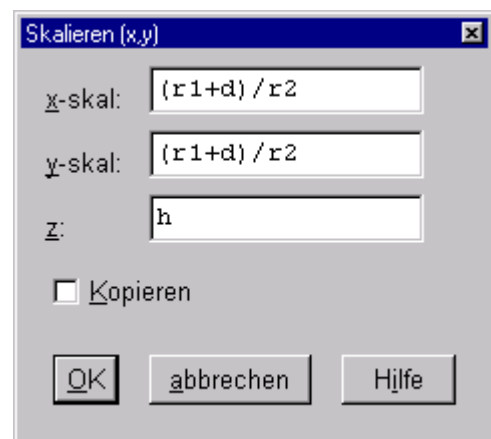 Skalieren (x,y)
x-skal: (r1+d)/r2
y-skal: (r1+d)/r2
z: h
Kopieren
OK abbrechen Hilfe